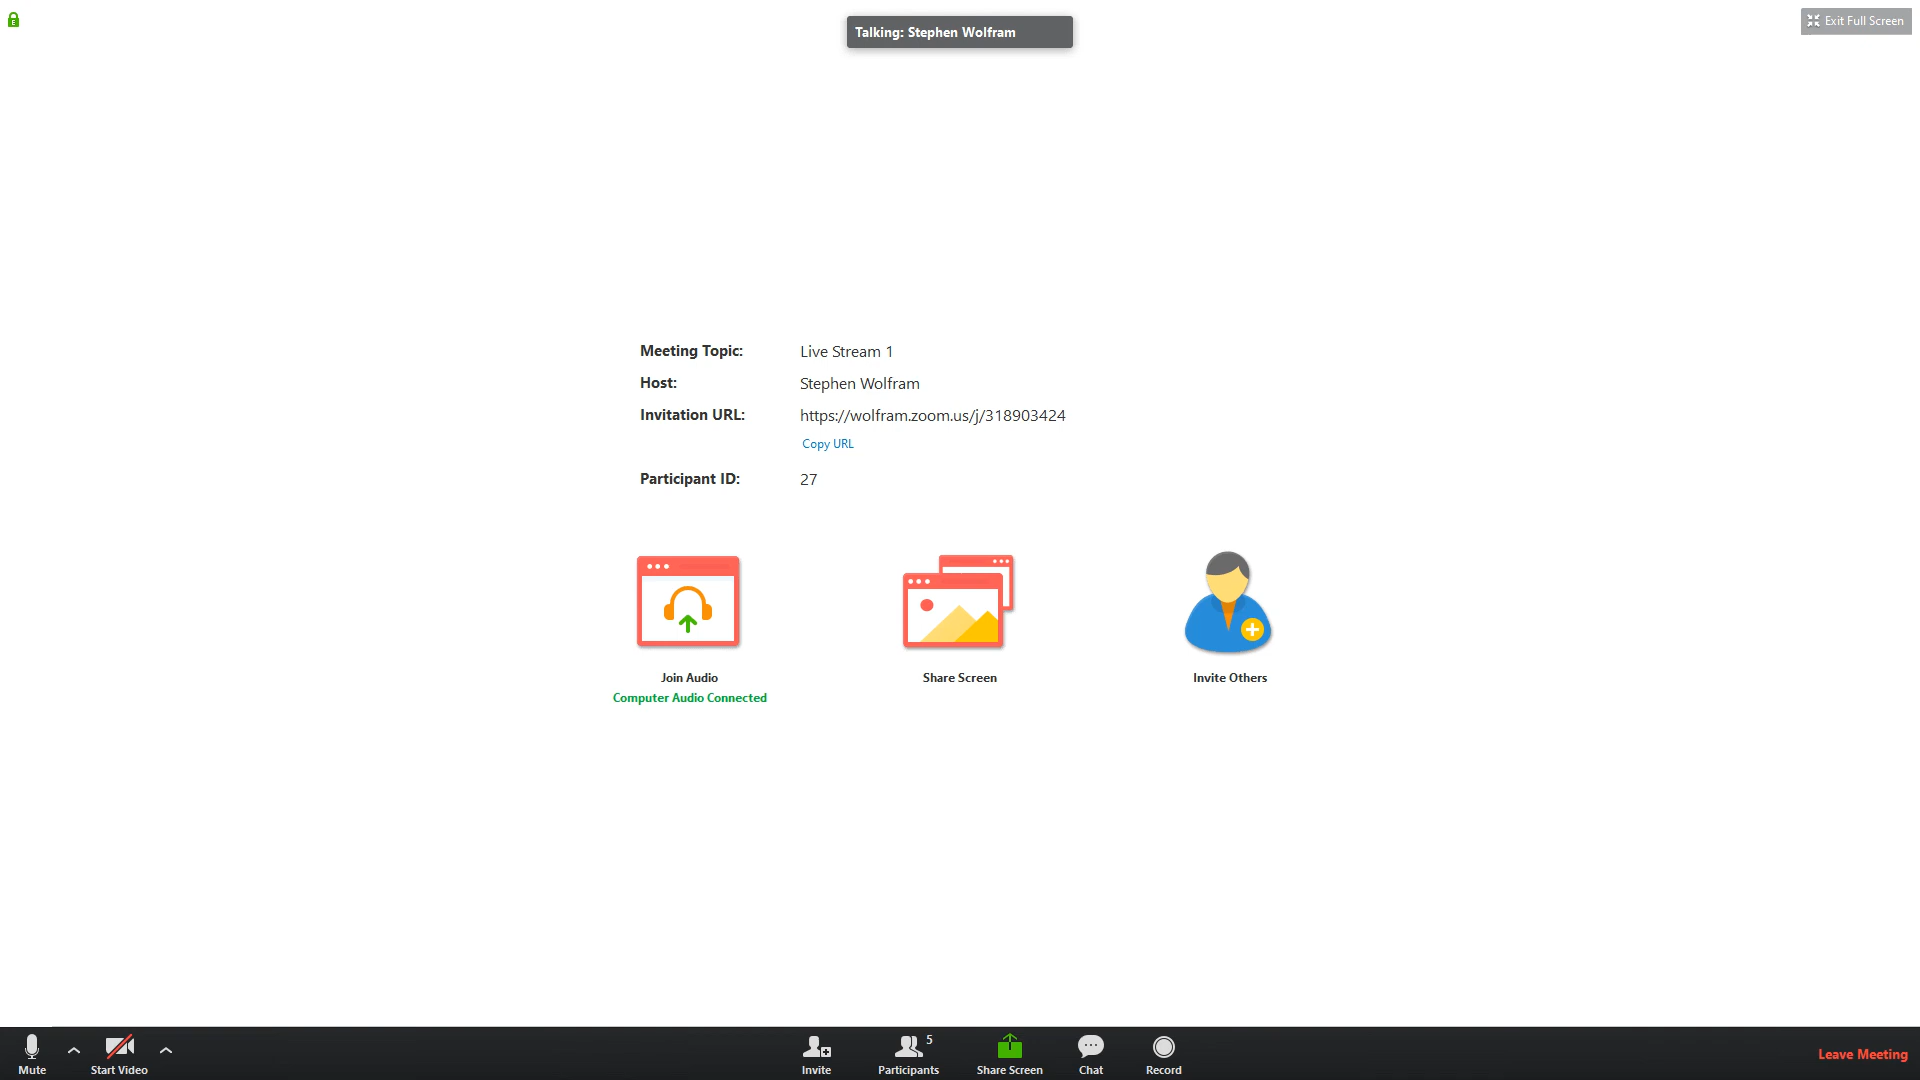 Talking: Stephen Wolfram
Exit Full Screen
Meeting Topic: Live Stream 1
Host: Stephen Wolfram
Invitation URL: https://wolfram.zoom.us/j/318903424
Copy URL
Participant ID: 27
Join Audio
Computer Audio Connected
Share Screen
Invite Others
Mute
Start Video
Invite
5
Participants
Share Screen
Chat
Record
Leave Meeting